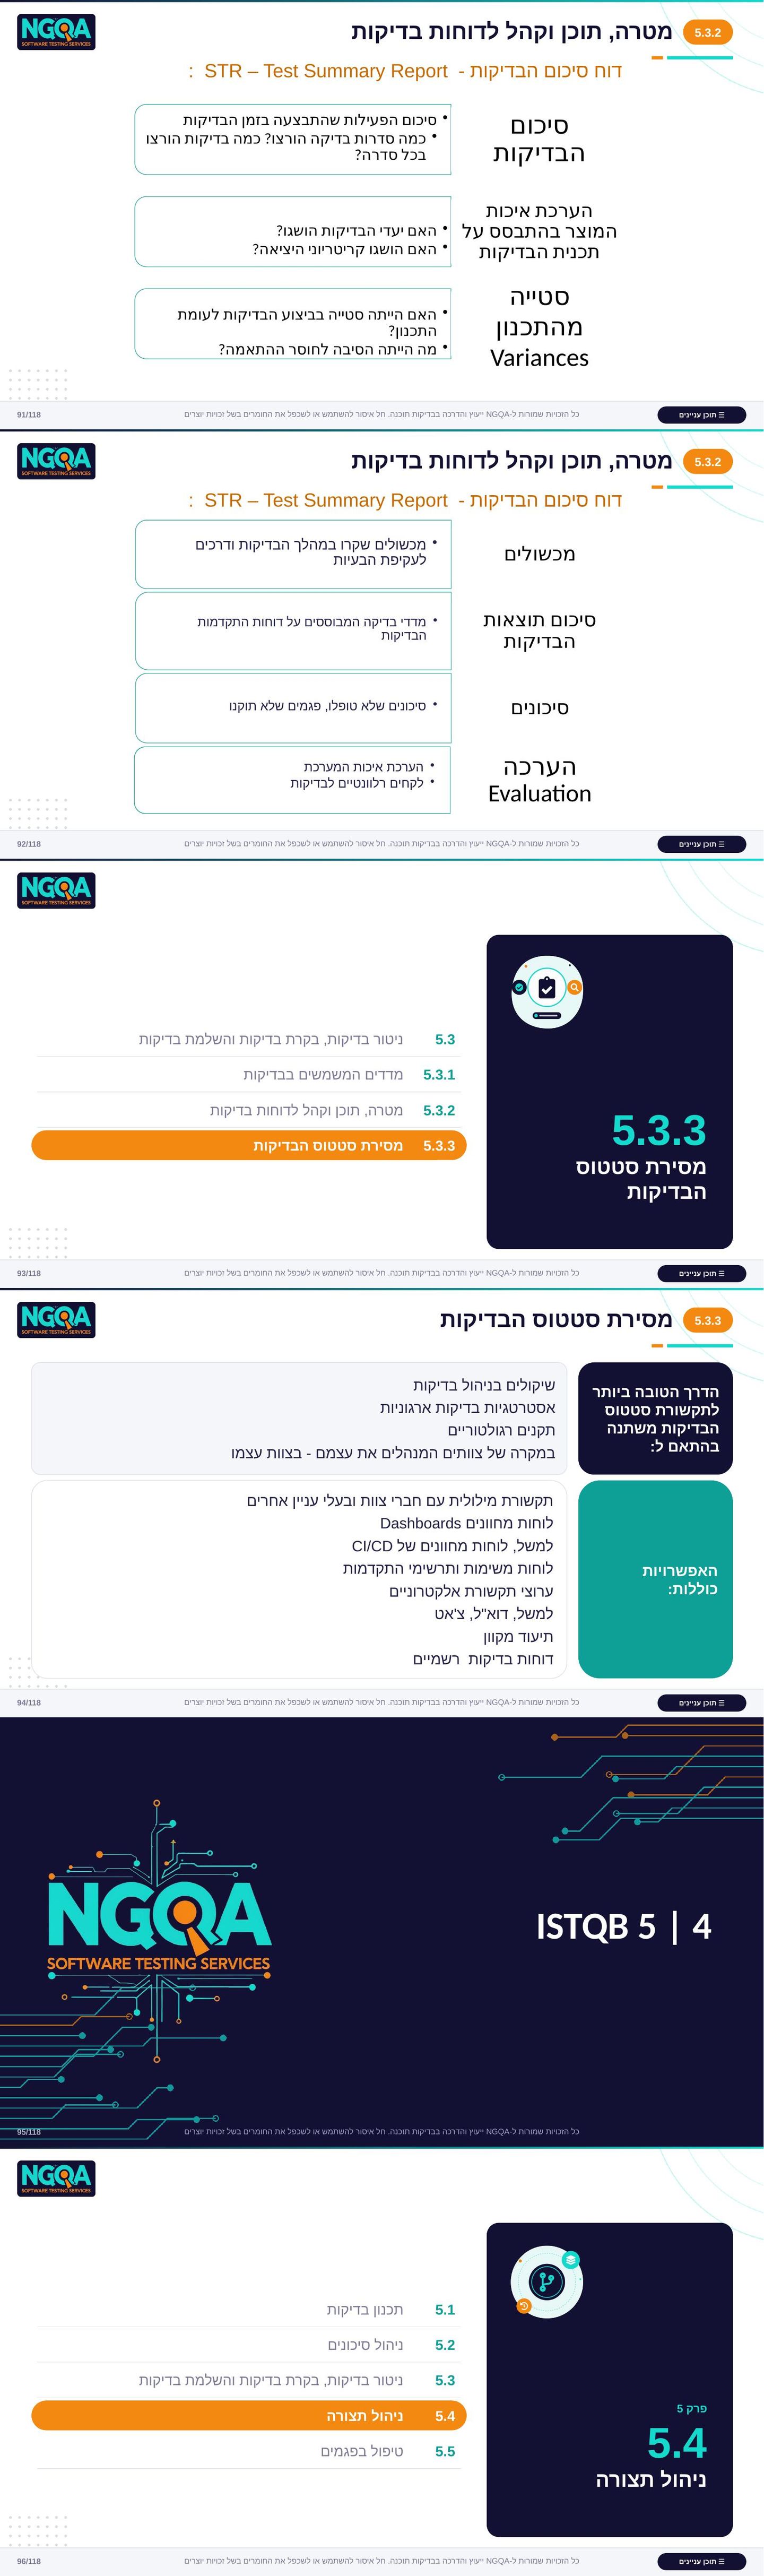 NGQA
SOFTWARE TESTING SERVICES
5.3.2 מטרה, תוכן וקהל לדוחות בדיקות
דוח סיכום הבדיקות - STR – Test Summary Report :
סיכום
הבדיקות
• סיכום הפעילות שהתבצעה בזמן הבדיקות
• כמה סדרות בדיקה הורצו? כמה בדיקות הורצו
בכל סדרה?
הערכת איכות
המוצר בהתבסס על
תכנית הבדיקות
• האם יעדי הבדיקות הושגו?
• האם הושגו קריטריוני היציאה?
סטייה
מהתכנון
Variances
• האם הייתה סטייה בביצוע הבדיקות לעומת
התכנון?
• מה הייתה הסיבה לחוסר ההתאמה?
☰ תוכן עניינים
כל הזכויות שמורות ל-NGQA ייעוץ והדרכה בבדיקות תוכנה. חל איסור להשתמש או לשכפל את החומרים בשל זכויות יוצרים
91/118
NGQA
SOFTWARE TESTING SERVICES
5.3.2 מטרה, תוכן וקהל לדוחות בדיקות
דוח סיכום הבדיקות - STR – Test Summary Report :
מכשולים
• מכשולים שקרו במהלך הבדיקות ודרכים
לעקיפת הבעיות
סיכום תוצאות
הבדיקות
• מדדי בדיקה המבוססים על דוחות התקדמות
הבדיקות
סיכונים
• סיכונים שלא טופלו, פגמים שלא תוקנו
הערכה
Evaluation
• הערכת איכות המערכת
• לקחים רלוונטיים לבדיקות
☰ תוכן עניינים
כל הזכויות שמורות ל-NGQA ייעוץ והדרכה בבדיקות תוכנה. חל איסור להשתמש או לשכפל את החומרים בשל זכויות יוצרים
92/118
NGQA
SOFTWARE TESTING SERVICES
5.3.3
מסירת סטטוס
הבדיקות
5.3 ניטור בדיקות, בקרת בדיקות והשלמת בדיקות
5.3.1 מדדים המשמשים בבדיקות
5.3.2 מטרה, תוכן וקהל לדוחות בדיקות
5.3.3 מסירת סטטוס הבדיקות
☰ תוכן עניינים
כל הזכויות שמורות ל-NGQA ייעוץ והדרכה בבדיקות תוכנה. חל איסור להשתמש או לשכפל את החומרים בשל זכויות יוצרים
93/118
NGQA
SOFTWARE TESTING SERVICES
5.3.3 מסירת סטטוס הבדיקות
הדרך הטובה ביותר
לתקשורת סטטוס
הבדיקות משתנה
בהתאם ל:
שיקולים בניהול בדיקות
אסטרטגיות בדיקות ארגוניות
תקנים רגולטוריים
במקרה של צוותים המנהלים את עצמם - בצוות עצמו
האפשרויות
כוללות:
תקשורת מילולית עם חברי צוות ובעלי עניין אחרים
לוחות מחוונים Dashboards
למשל, לוחות מחוונים של CI/CD
לוחות משימות ותרשימי התקדמות
ערוצי תקשורת אלקטרוניים
למשל, דוא"ל, צ'אט
תיעוד מקוון
דוחות בדיקות רשמיים
☰ תוכן עניינים
כל הזכויות שמורות ל-NGQA ייעוץ והדרכה בבדיקות תוכנה. חל איסור להשתמש או לשכפל את החומרים בשל זכויות יוצרים
94/118
ISTQB 5 | 4
NGQA
SOFTWARE TESTING SERVICES
כל הזכויות שמורות ל-NGQA ייעוץ והדרכה בבדיקות תוכנה. חל איסור להשתמש או לשכפל את החומרים בשל זכויות יוצרים
95/118
NGQA
SOFTWARE TESTING SERVICES
פרק 5
5.4
ניהול תצורה
5.1 תכנון בדיקות
5.2 ניהול סיכונים
5.3 ניטור בדיקות, בקרת בדיקות והשלמת בדיקות
5.4 ניהול תצורה
5.5 טיפול בפגמים
☰ תוכן עניינים
כל הזכויות שמורות ל-NGQA ייעוץ והדרכה בבדיקות תוכנה. חל איסור להשתמש או לשכפל את החומרים בשל זכויות יוצרים
96/118